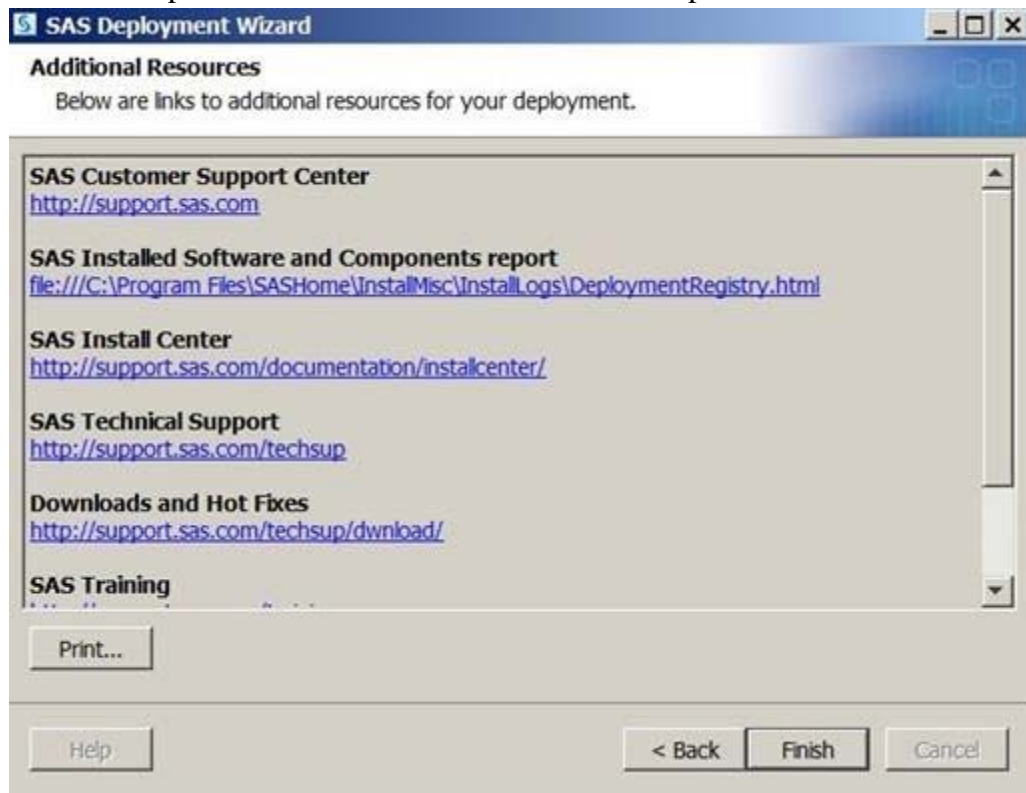 SAS Deployment Wizard
Additional Resources
Below are links to additional resources for your deployment.
SAS Customer Support Center
http://support.sas.com
SAS Installed Software and Components report
file:///C:\Program Files\SASHome\InstallMisc\InstallLogs\DeploymentRegistry.html
SAS Install Center
http://support.sas.com/documentation/installcenter/
SAS Technical Support
http://support.sas.com/techsup
Downloads and Hot Fixes
http://support.sas.com/techsup/dwnload/
SAS Training
Print...
Help
< Back
Finish
Cancel